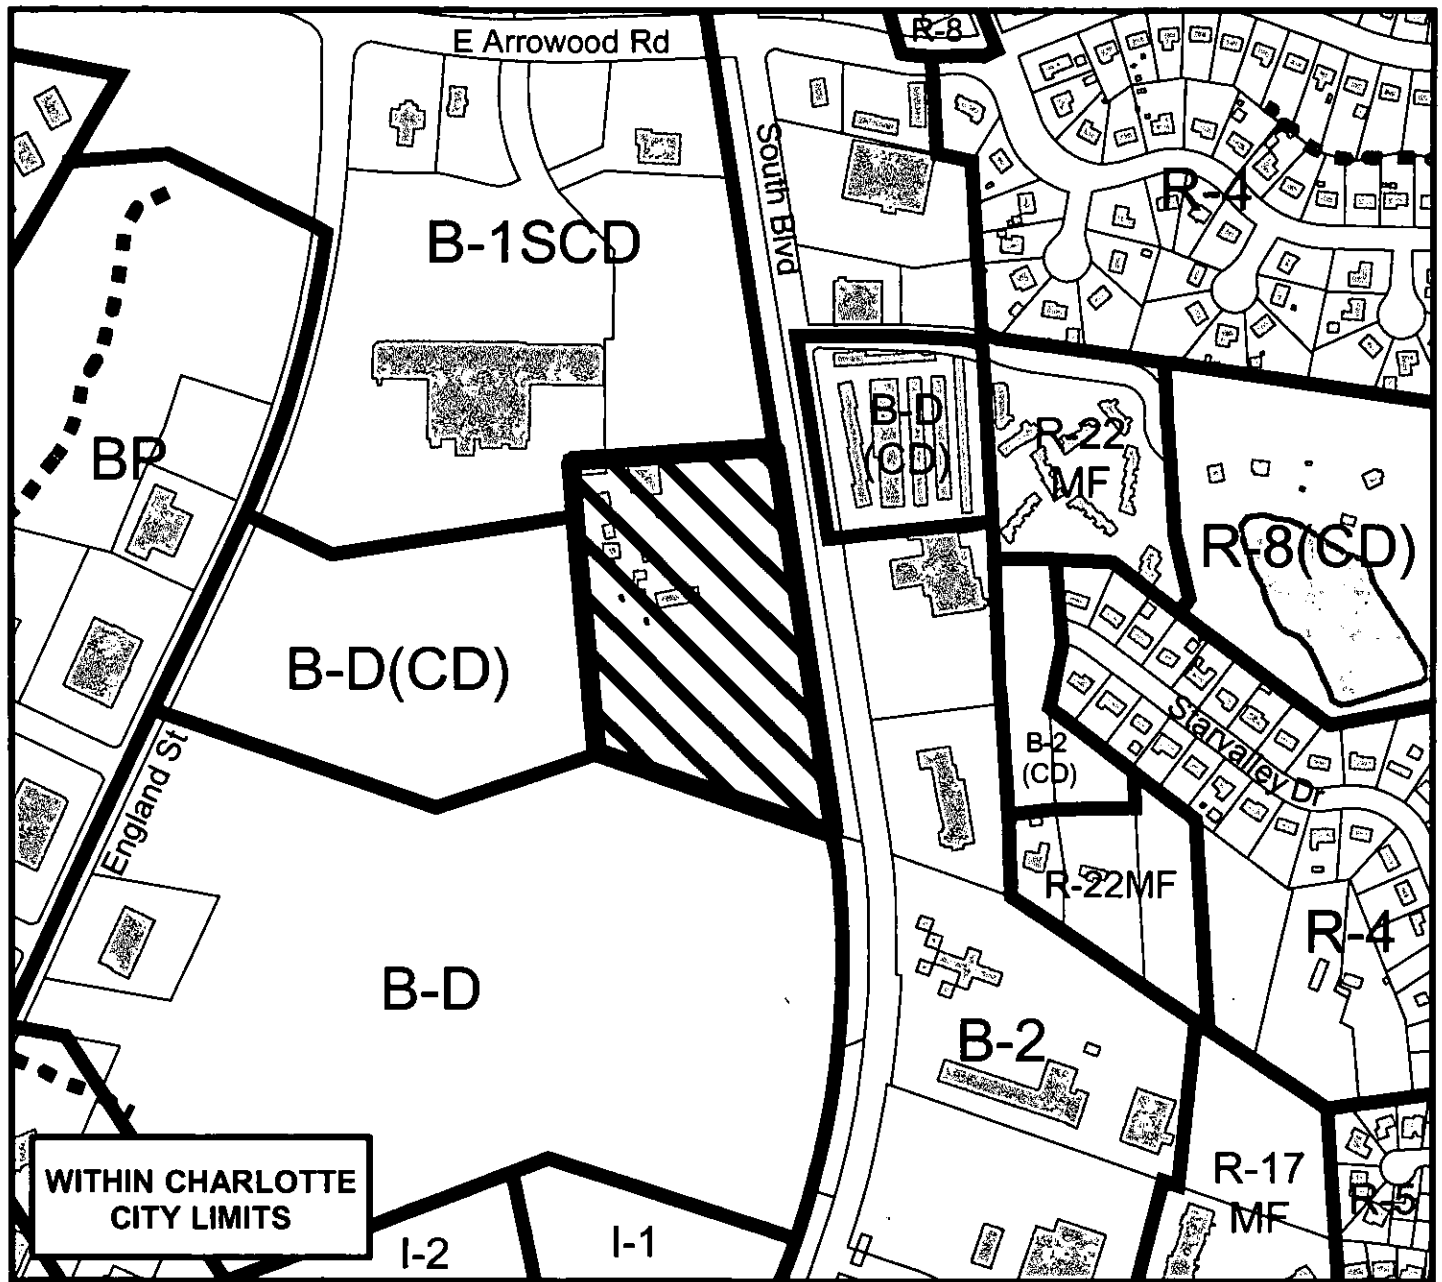 R-8
E Arrowood Rd
South Blvd
R-4
B-1SCD
B-D
(CD)
R-22
MF
BP
R-8(CD)
B-D(CD)
Starvalley Dr
B-2
(CD)
England St
R-22MF
R-4
B-D
B-2
WITHIN CHARLOTTE
CITY LIMITS
R-17
MF
R-5
I-2
I-1